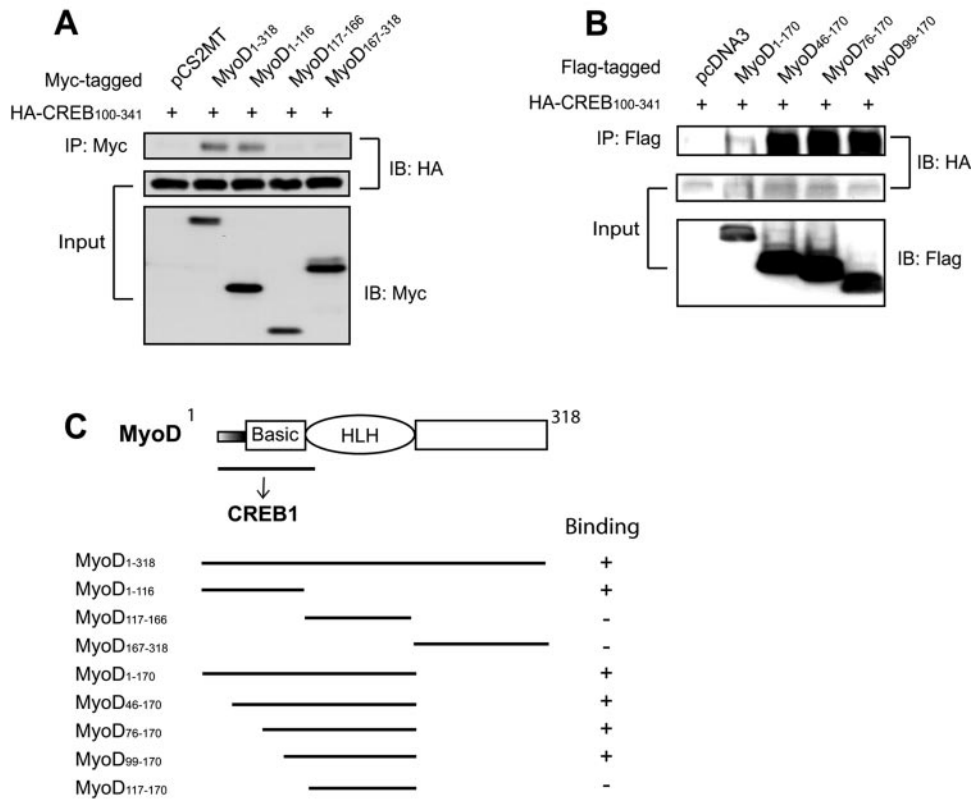 A
Myc-tagged
pCS2MT
MyoD1-318
MyoD1-116
MyoD117-166
MyoD167-318
HA-CREB100-341 + + + + +
IP: Myc
IB: HA
Input
IB: Myc
B
Flag-tagged
pcDNA3
MyoD1-170
MyoD46-170
MyoD76-170
MyoD99-170
HA-CREB100-341 + + + + +
IP: Flag
IB: HA
Input
IB: Flag
C
MyoD 1 Basic HLH 318
CREB1
Binding
MyoD1-318 +
MyoD1-116 +
MyoD117-166 -
MyoD167-318 -
MyoD1-170 +
MyoD46-170 +
MyoD76-170 +
MyoD99-170 +
MyoD117-170 -